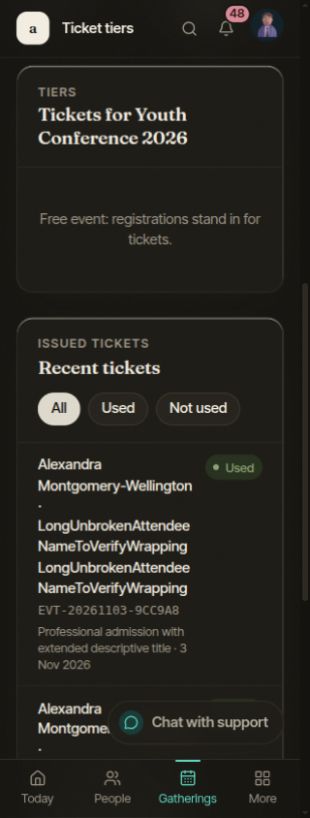 a
Ticket tiers
48
TIERS
Tickets for Youth
Conference 2026
Free event: registrations stand in for
tickets.
ISSUED TICKETS
Recent tickets
All
Used
Not used
Alexandra
Montgomery-Wellington
·
LongUnbrokenAttendee
NameToVerifyWrapping
LongUnbrokenAttendee
NameToVerifyWrapping
Used
EVT-20261103-9CC9A8
Professional admission with
extended descriptive title · 3
Nov 2026
Alexandra
·
Chat with support
Today
People
Gatherings
More